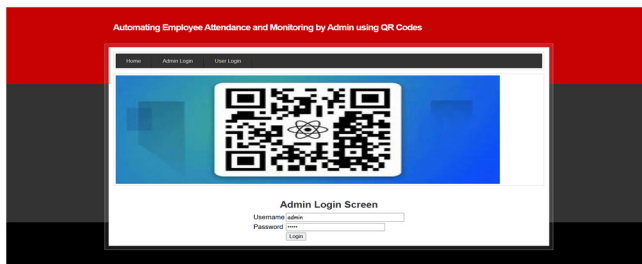 Automating Employee Attendance and Monitoring by Admin using QR Codes
Home Admin Login User Login
Admin Login Screen
Username admin
Password •••••
Login